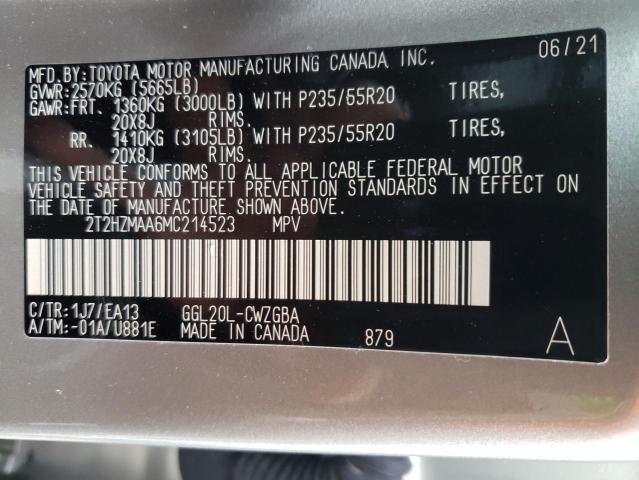 MFD.BY:TOYOTA MOTOR MANUFACTURING CANADA INC. 06/21
GVWR:2570KG (5665LB)
GAWR:FRT. 1360KG (3000LB) WITH P235/55R20 TIRES,
20X8J RIMS.
RR. 1410KG (3105LB) WITH P235/55R20 TIRES,
20X8J RIMS.
THIS VEHICLE CONFORMS TO ALL APPLICABLE FEDERAL MOTOR
VEHICLE SAFETY AND THEFT PREVENTION STANDARDS IN EFFECT ON
THE DATE OF MANUFACTURE SHOWN ABOVE.
2T2HZMAA6MC214523 MPV
C/TR:1J7/EA13 GGL20L-CWZGBA
A/TM:-01A/U881E MADE IN CANADA 879 A